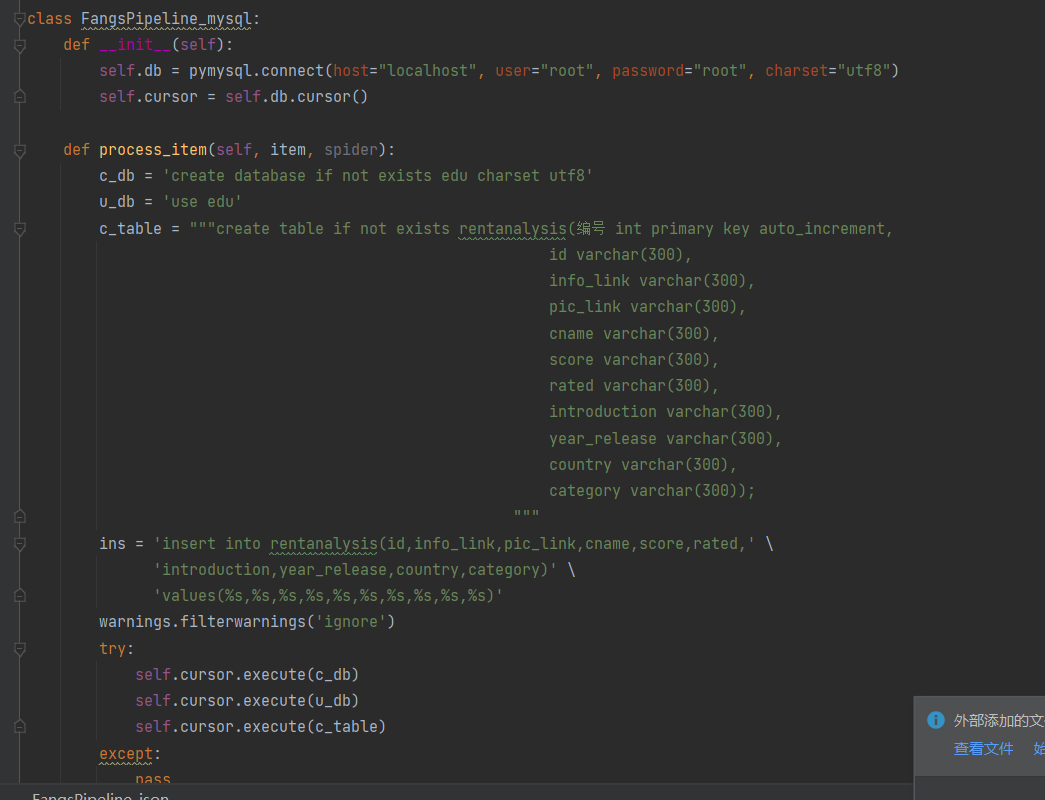 class FangsPipeline_mysql:
def __init__(self):
self.db = pymysql.connect(host="localhost", user="root", password="root", charset="utf8")
self.cursor = self.db.cursor()
def process_item(self, item, spider):
c_db = 'create database if not exists edu charset utf8'
u_db = 'use edu'
c_table = """create table if not exists rentanalysis(编号 int primary key auto_increment,
id varchar(300),
info_link varchar(300),
pic_link varchar(300),
cname varchar(300),
score varchar(300),
rated varchar(300),
introduction varchar(300),
year_release varchar(300),
country varchar(300),
category varchar(300));
"""
ins = 'insert into rentanalysis(id,info_link,pic_link,cname,score,rated,' \
'introduction,year_release,country,category)' \
'values(%s,%s,%s,%s,%s,%s,%s,%s,%s,%s)'
warnings.filterwarnings('ignore')
try:
self.cursor.execute(c_db)
self.cursor.execute(u_db)
self.cursor.execute(c_table)
except:
pass
外部添加的文
查看文件 始
FangsPipeline_json